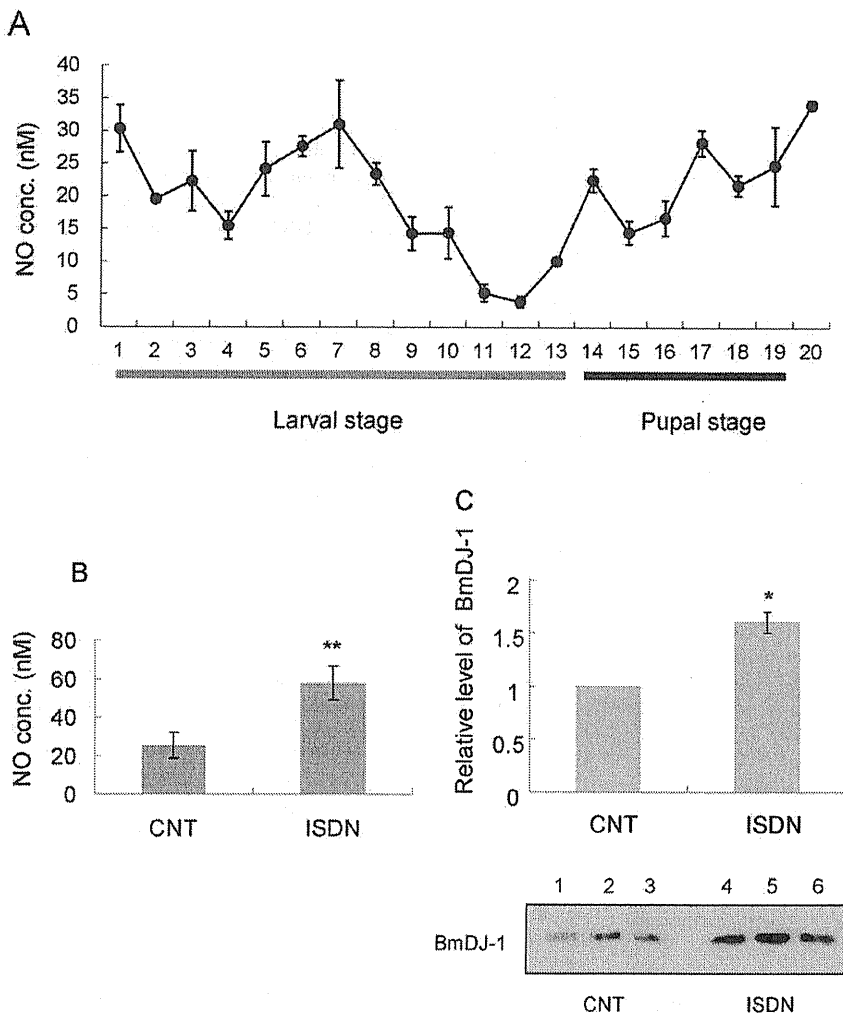 A
NO conc. (nM)
40
35
30
25
20
15
10
5
0
1 2 3 4 5 6 7 8 9 10 11 12 13 14 15 16 17 18 19 20
Larval stage Pupal stage
B
NO conc. (nM)
80
60
40
20
0
**
CNT ISDN
C
Relative level of BmDJ-1
2
1.5
1
0.5
0
*
CNT ISDN
1 2 3 4 5 6
BmDJ-1
CNT ISDN